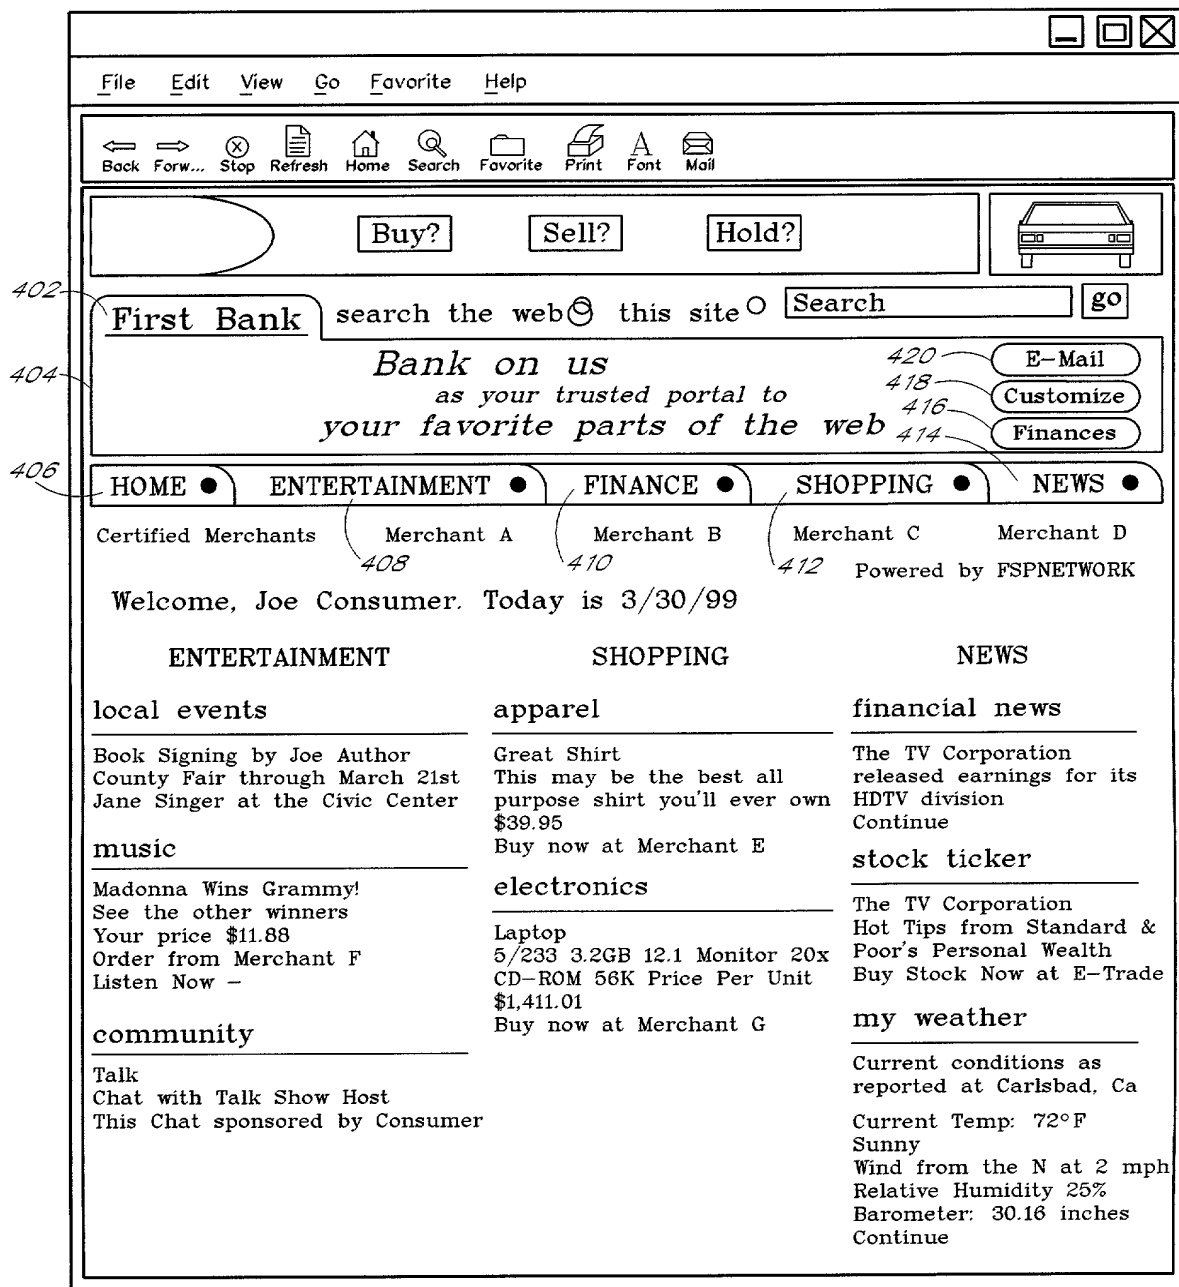 File Edit View Go Favorite Help
Back Forw... Stop Refresh Home Search Favorite Print Font Mail
Buy? Sell? Hold?
402
First Bank search the web this site Search go
404
Bank on us
as your trusted portal to
your favorite parts of the web
420 E-Mail
418 Customize
416 Finances
414
406
HOME ENTERTAINMENT FINANCE SHOPPING NEWS
Certified Merchants Merchant A Merchant B Merchant C Merchant D
408 410 412
Powered by FSPNETWORK
Welcome, Joe Consumer. Today is 3/30/99
ENTERTAINMENT
local events
Book Signing by Joe Author
County Fair through March 21st
Jane Singer at the Civic Center
music
Madonna Wins Grammy!
See the other winners
Your price $11.88
Order from Merchant F
Listen Now –
community
Talk
Chat with Talk Show Host
This Chat sponsored by Consumer
SHOPPING
apparel
Great Shirt
This may be the best all
purpose shirt you'll ever own
$39.95
Buy now at Merchant E
electronics
Laptop
5/233 3.2GB 12.1 Monitor 20x
CD-ROM 56K Price Per Unit
$1,411.01
Buy now at Merchant G
NEWS
financial news
The TV Corporation
released earnings for its
HDTV division
Continue
stock ticker
The TV Corporation
Hot Tips from Standard &
Poor's Personal Wealth
Buy Stock Now at E-Trade
my weather
Current conditions as
reported at Carlsbad, Ca
Current Temp: 72°F
Sunny
Wind from the N at 2 mph
Relative Humidity 25%
Barometer: 30.16 inches
Continue